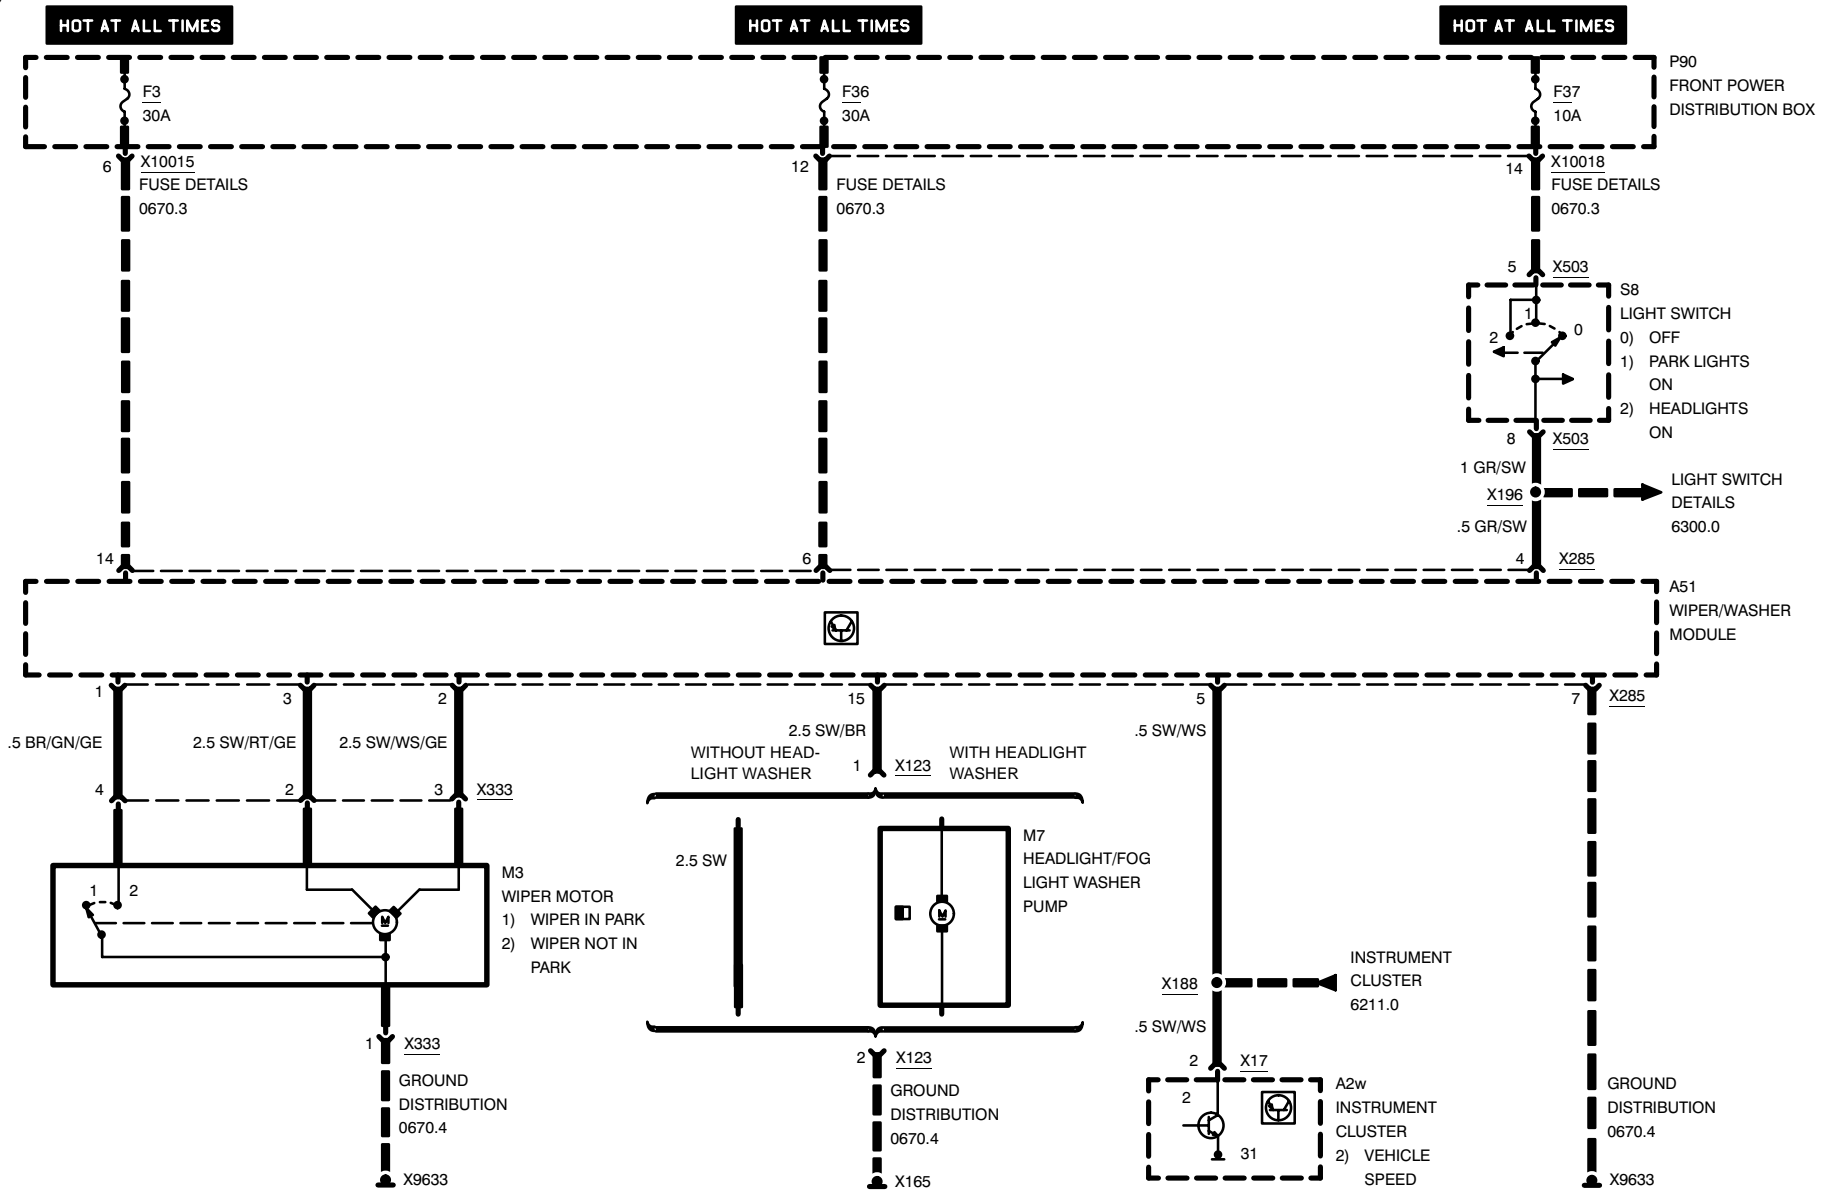 HOT AT ALL TIMES
HOT AT ALL TIMES
HOT AT ALL TIMES
F3
30A
F36
30A
F37
10A
P90
FRONT POWER
DISTRIBUTION BOX
6
X10015
FUSE DETAILS
0670.3
12
FUSE DETAILS
0670.3
14
X10018
FUSE DETAILS
0670.3
5
X503
1
2
0
S8
LIGHT SWITCH
0) OFF
1) PARK LIGHTS
ON
2) HEADLIGHTS
ON
8
X503
1 GR/SW
X196
.5 GR/SW
LIGHT SWITCH
DETAILS
6300.0
14
6
4
X285
A51
WIPER/WASHER
MODULE
1
3
2
15
5
7
X285
.5 BR/GN/GE
2.5 SW/RT/GE
2.5 SW/WS/GE
2.5 SW/BR
.5 SW/WS
WITHOUT HEAD-
LIGHT WASHER
1
X123
WITH HEADLIGHT
WASHER
4
2
3
X333
2.5 SW
M7
HEADLIGHT/FOG
LIGHT WASHER
PUMP
M
1
2
M
M3
WIPER MOTOR
1) WIPER IN PARK
2) WIPER NOT IN
PARK
X188
INSTRUMENT
CLUSTER
6211.0
.5 SW/WS
1
X333
GROUND
DISTRIBUTION
0670.4
X9633
2
X123
GROUND
DISTRIBUTION
0670.4
X165
2
X17
2
31
A2w
INSTRUMENT
CLUSTER
2) VEHICLE
SPEED
GROUND
DISTRIBUTION
0670.4
X9633